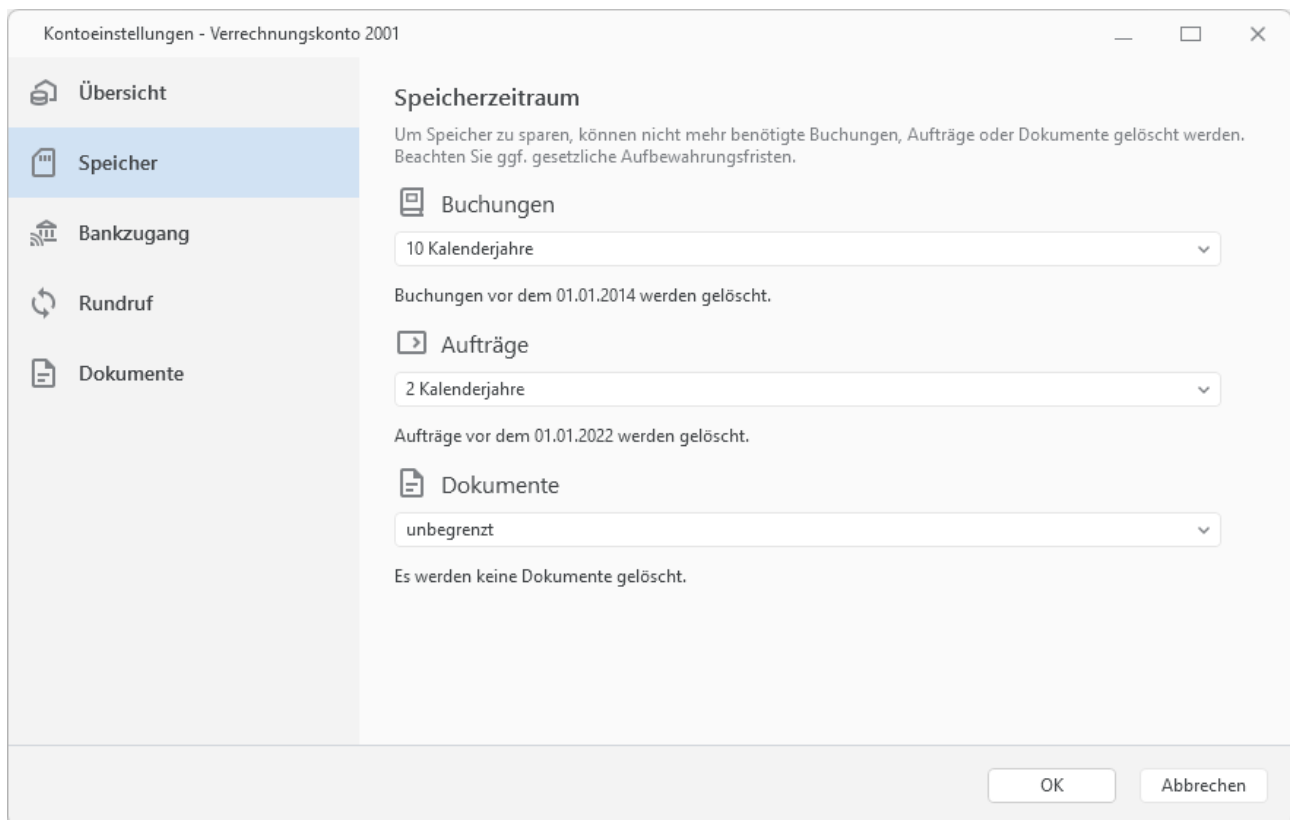 Kontoeinstellungen - Verrechnungskonto 2001
Übersicht
Speicher
Bankzugang
Rundruf
Dokumente
Speicherzeitraum
Um Speicher zu sparen, können nicht mehr benötigte Buchungen, Aufträge oder Dokumente gelöscht werden.
Beachten Sie ggf. gesetzliche Aufbewahrungsfristen.
Buchungen
10 Kalenderjahre
Buchungen vor dem 01.01.2014 werden gelöscht.
Aufträge
2 Kalenderjahre
Aufträge vor dem 01.01.2022 werden gelöscht.
Dokumente
unbegrenzt
Es werden keine Dokumente gelöscht.
OK
Abbrechen